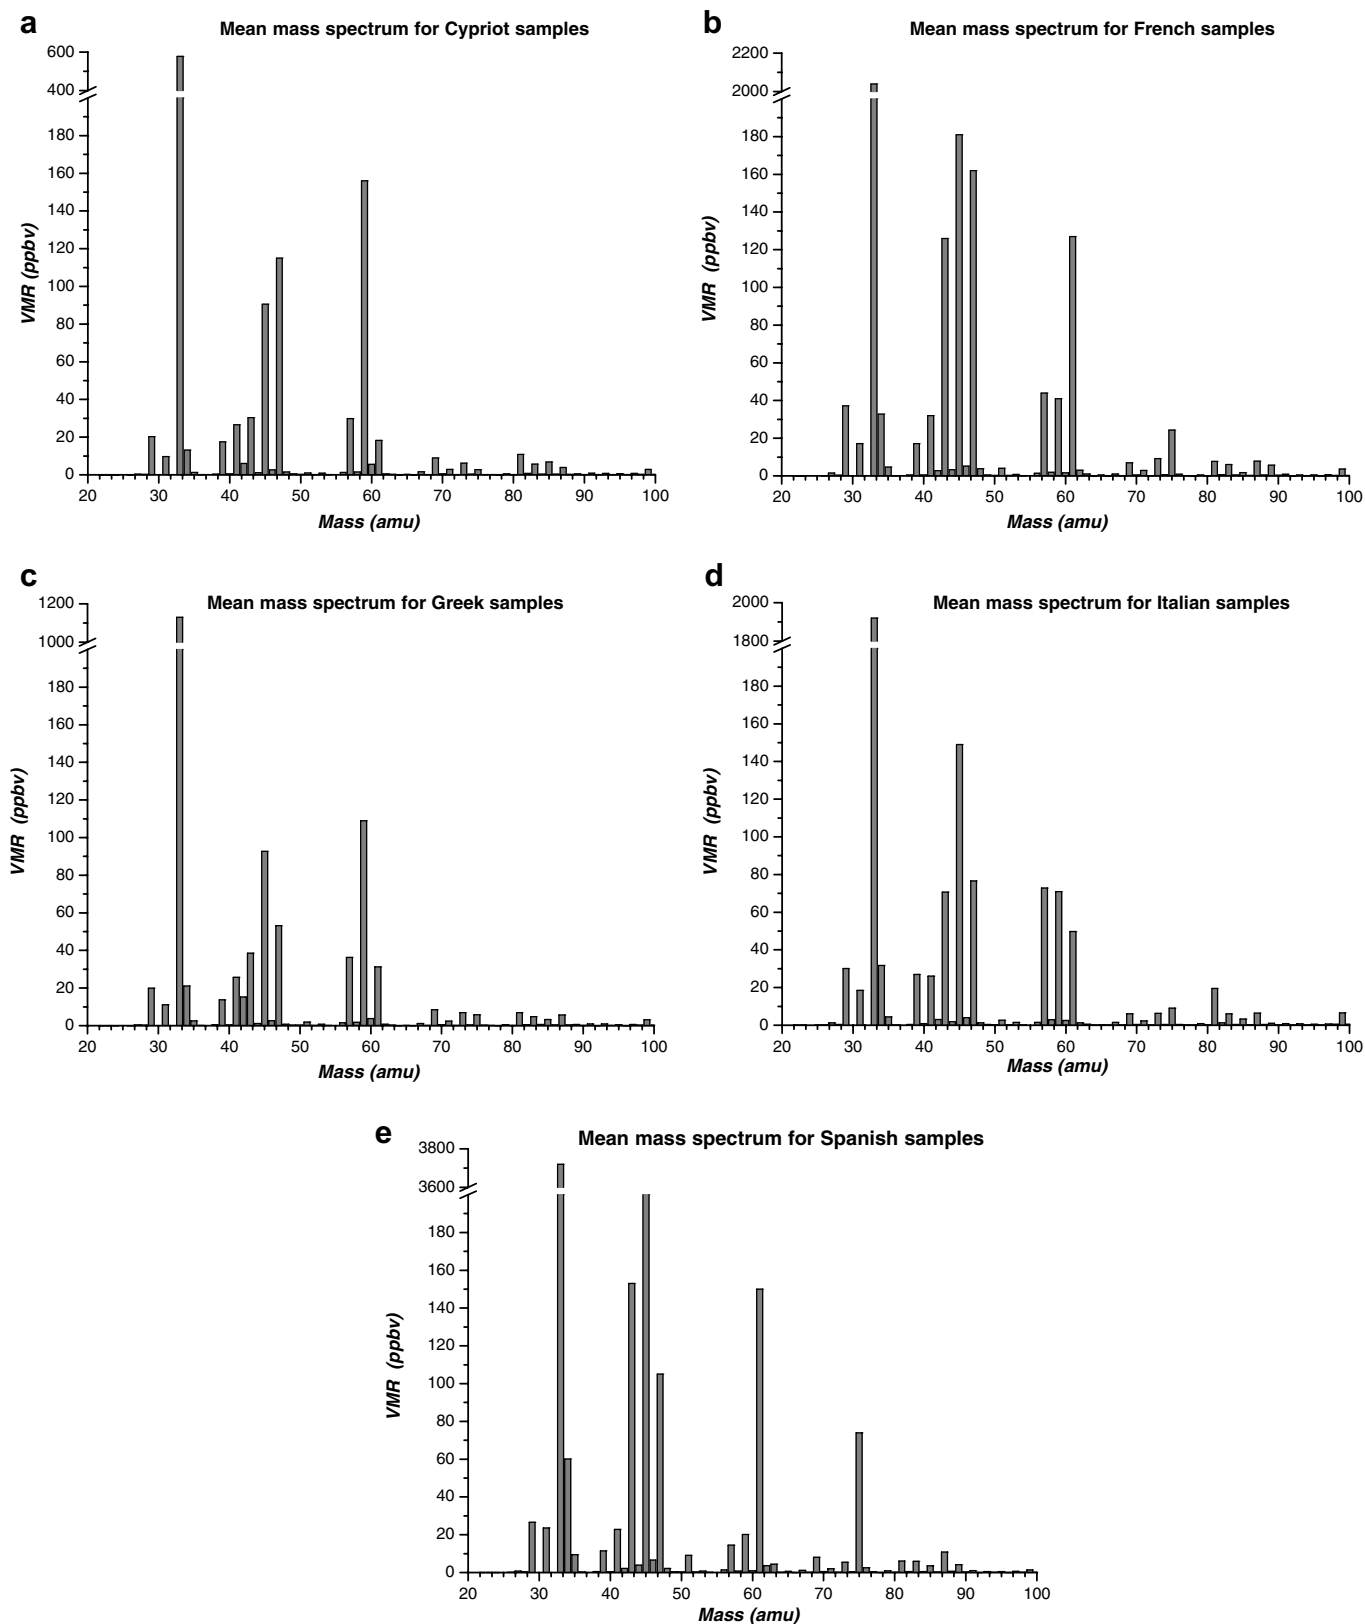 a
Mean mass spectrum for Cypriot samples
600
400
180
160
140
120
100
80
60
40
20
0
VMR (ppbv)
20 30 40 50 60 70 80 90 100
Mass (amu)
b
Mean mass spectrum for French samples
2200
2000
180
160
140
120
100
80
60
40
20
0
VMR (ppbv)
20 30 40 50 60 70 80 90 100
Mass (amu)
c
Mean mass spectrum for Greek samples
1200
1000
180
160
140
120
100
80
60
40
20
0
VMR (ppbv)
20 30 40 50 60 70 80 90 100
Mass (amu)
d
Mean mass spectrum for Italian samples
2000
1800
180
160
140
120
100
80
60
40
20
0
VMR (ppbv)
20 30 40 50 60 70 80 90 100
Mass (amu)
e
Mean mass spectrum for Spanish samples
3800
3600
180
160
140
120
100
80
60
40
20
0
VMR (ppbv)
20 30 40 50 60 70 80 90 100
Mass (amu)